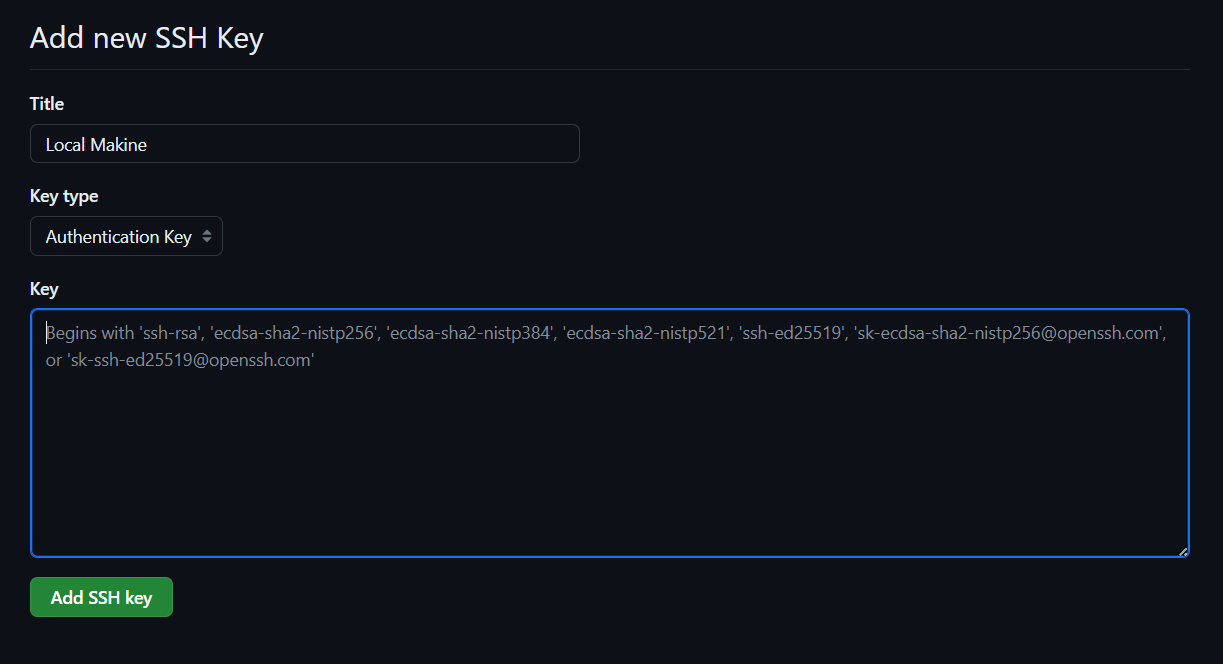 Add new SSH Key
Title
Local Makine
Key type
Authentication Key
Key
Begins with 'ssh-rsa', 'ecdsa-sha2-nistp256', 'ecdsa-sha2-nistp384', 'ecdsa-sha2-nistp521', 'ssh-ed25519', 'sk-ecdsa-sha2-nistp256@openssh.com',
or 'sk-ssh-ed25519@openssh.com'
Add SSH key